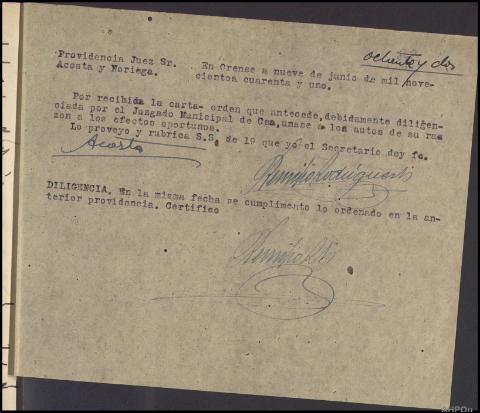 ochenta y dos
Providencia Juez Sr. En Orense a nueve de junio de mil nove-
Acosta y Noriega. cientos cuarenta y uno.
Por recibida la carta-orden que antecede, debidamente diligen-
ciada por el Juzgado Municipal de Cea, unase a los autos de su ra
zon a los efectos oportunos.
Lo proveyo y rubrica S.S. de lo que yo el Secretario doy fe.
Acosta
DILIGENCIA. En la misma fecha se cumplimento lo ordenado en la an-
terior providencia. Certifico
AHPOu